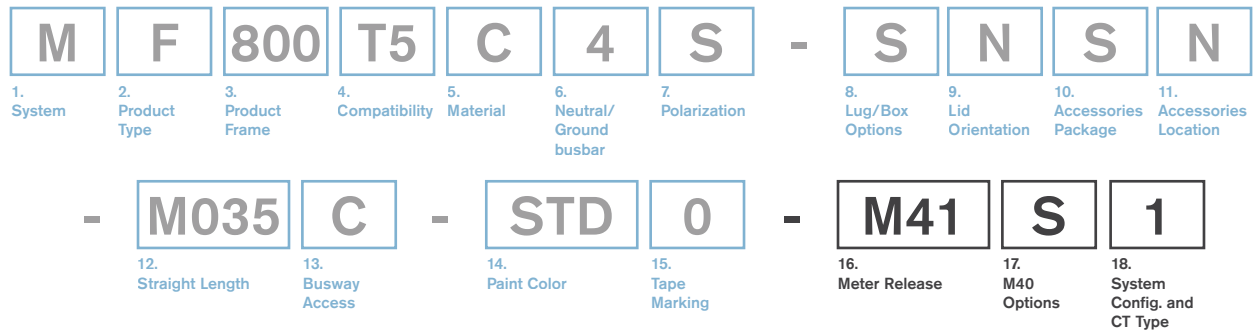 M F 800 T5 C 4 S - S N S N
1. 2. 3. 4. 5. 6. 7. 8. 9. 10. 11.
System Product Product Compatibility Material Neutral/ Polarization Lug/Box Lid Accessories Accessories
Type Frame Ground Options Orientation Package Location
busbar
- M035 C - STD 0 - M41 S 1
12. 13. 14. 15. 16. 17. 18.
Straight Length Busway Paint Color Tape Meter Release M40 System
Access Marking Options Config. and
CT Type